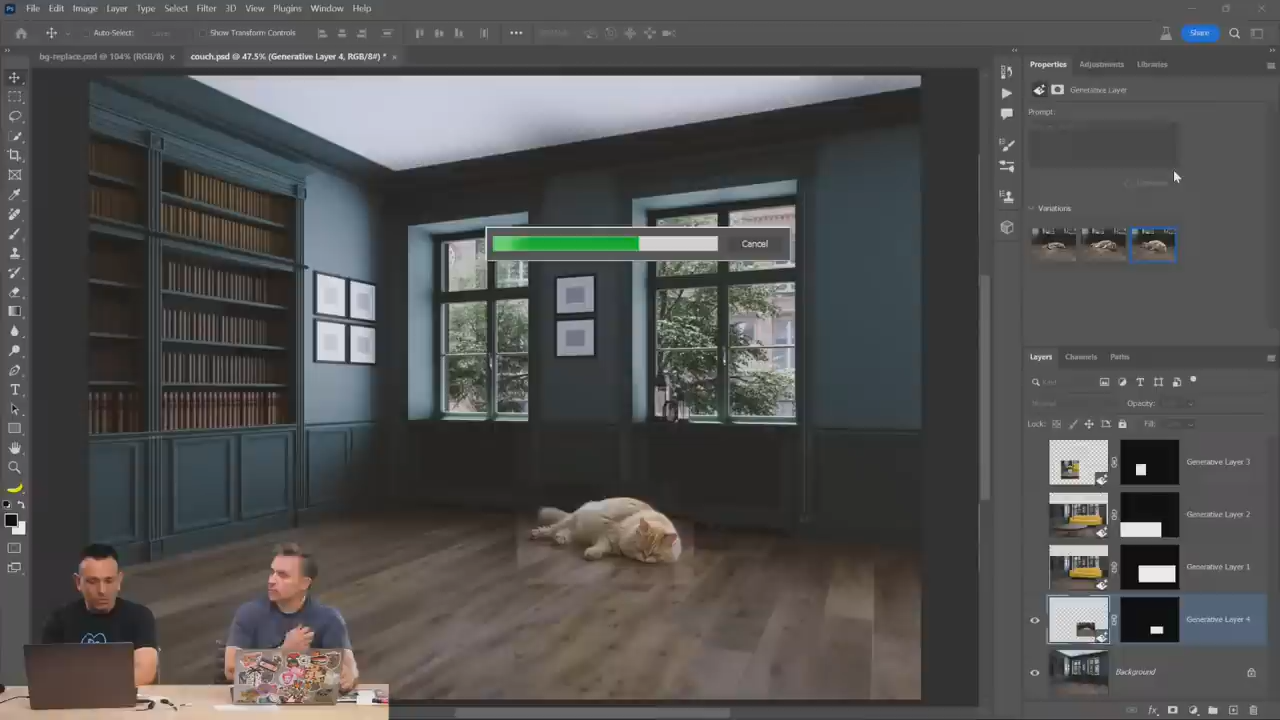 Ps File Edit Image Layer Type Select Filter 3D View Plugins Window Help
Auto-Select: Show Transform Controls Share
bg-replace.psd @ 104% (RGB/8) couch.psd @ 47.5% (Generative Layer 4, RGB/8#) *
Properties Adjustments Libraries
Generative Layer
Prompt:
Variations
Cancel
Layers Channels Paths
Kind
Opacity:
Lock: Fill:
Generative Layer 3
Generative Layer 2
Generative Layer 1
Generative Layer 4
Background
fx